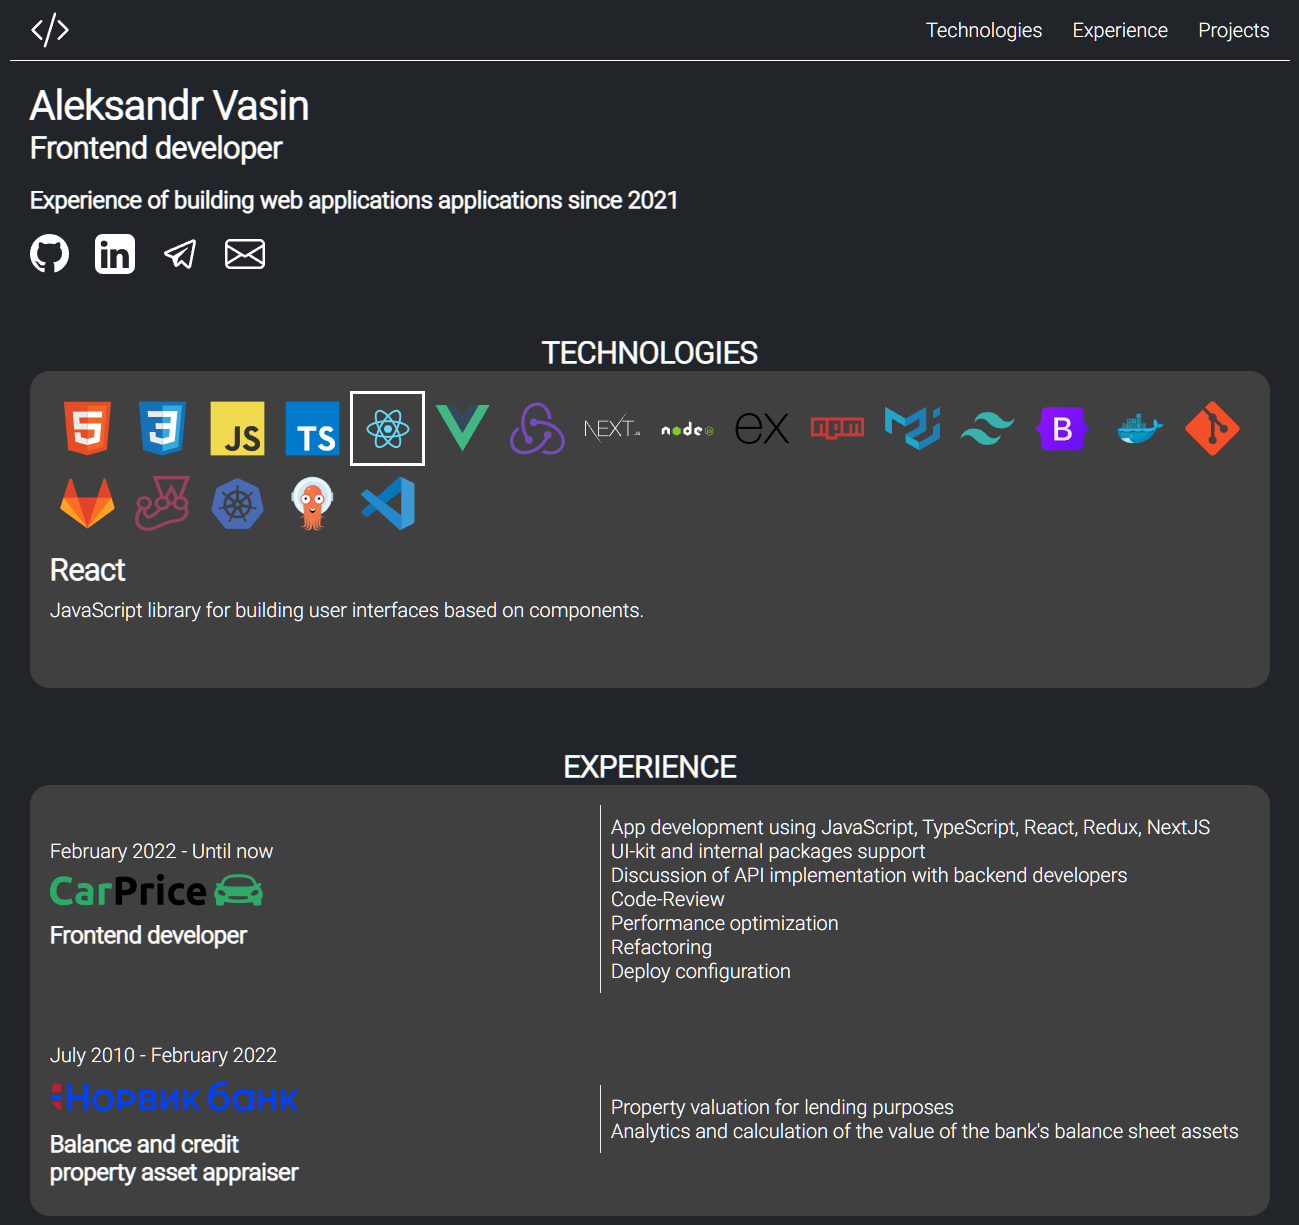 </>
Technologies Experience Projects
Aleksandr Vasin
Frontend developer
Experience of building web applications applications since 2021
in
TECHNOLOGIES
5 3 JS TS NEXT.JS node JS ex npm B
React
JavaScript library for building user interfaces based on components.
EXPERIENCE
February 2022 - Until now
CarPrice
Frontend developer
App development using JavaScript, TypeScript, React, Redux, NextJS
UI-kit and internal packages support
Discussion of API implementation with backend developers
Code-Review
Performance optimization
Refactoring
Deploy configuration
July 2010 - February 2022
Норвик банк
Balance and credit
property asset appraiser
Property valuation for lending purposes
Analytics and calculation of the value of the bank's balance sheet assets